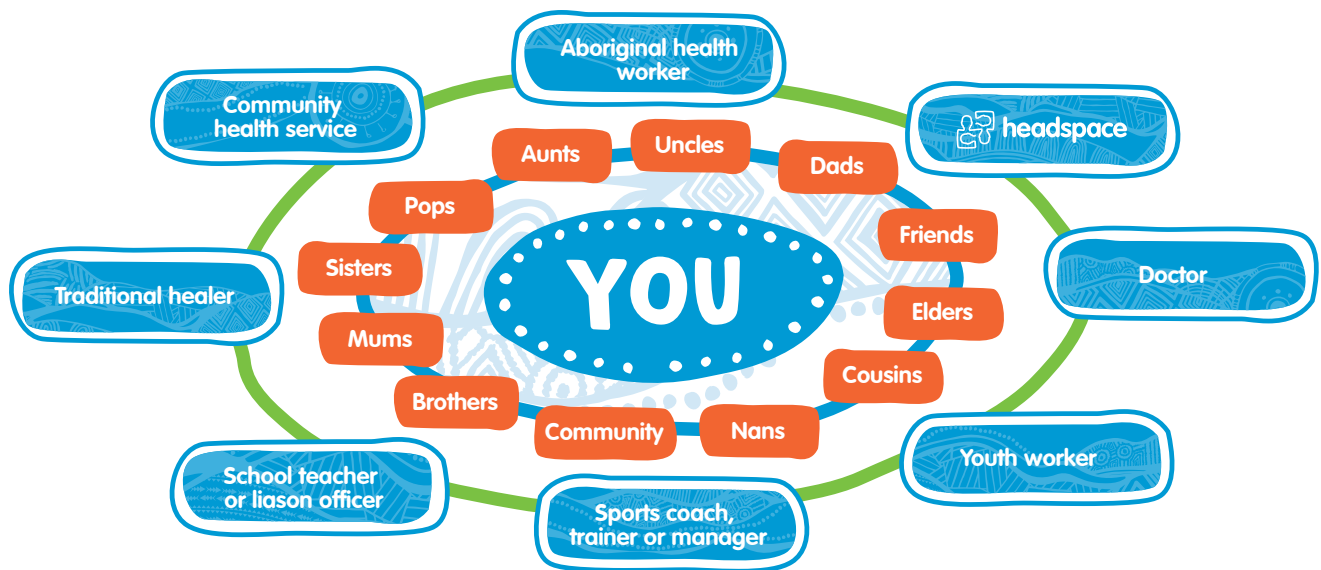 Aboriginal health
worker
Community
health service
headspace
Aunts
Uncles
Dads
Pops
Friends
Sisters
YOU
Traditional healer
Doctor
Elders
Mums
Cousins
Brothers
Community
Nans
Youth worker
School teacher
or liason officer
Sports coach,
trainer or manager